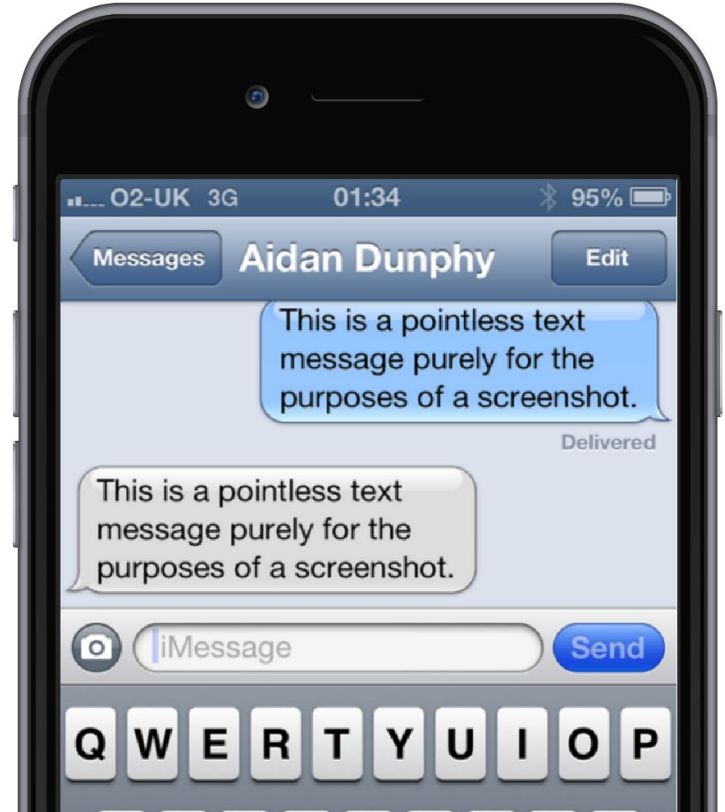 O2-UK 3G 01:34 95%
Messages Aidan Dunphy Edit
This is a pointless text
message purely for the
purposes of a screenshot.
Delivered
This is a pointless text
message purely for the
purposes of a screenshot.
iMessage Send
Q W E R T Y U I O P